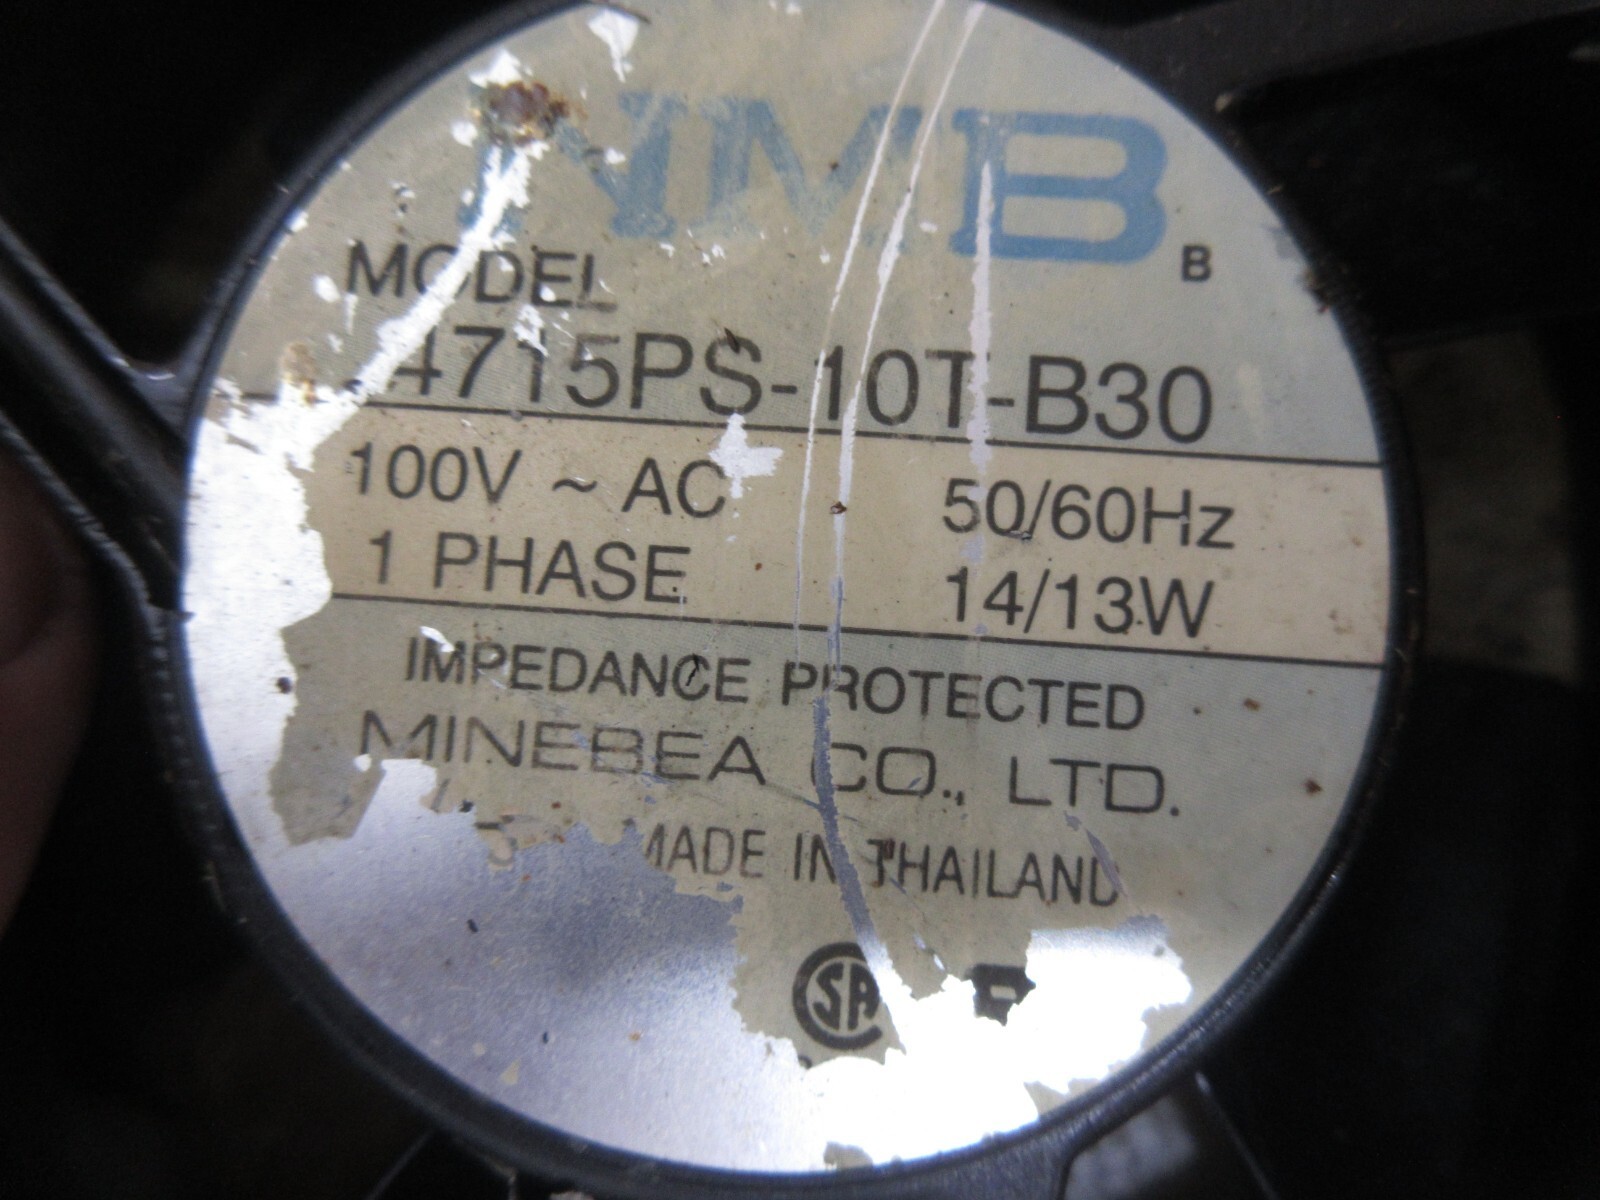 NMB
B
MODEL
4715PS-10T-B30
100V ~ AC 50/60Hz
1 PHASE 14/13W
IMPEDANCE PROTECTED
MINEBEA CO., LTD.
MADE IN THAILAND
SA